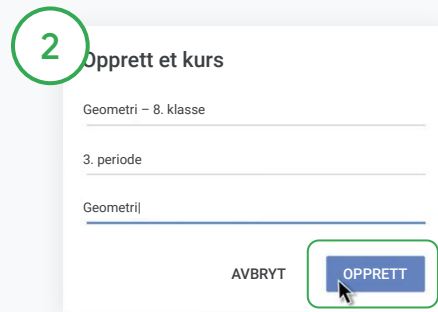 2
Opprett et kurs
Geometri – 8. klasse
3. periode
Geometri
AVBRYT
OPPRETT